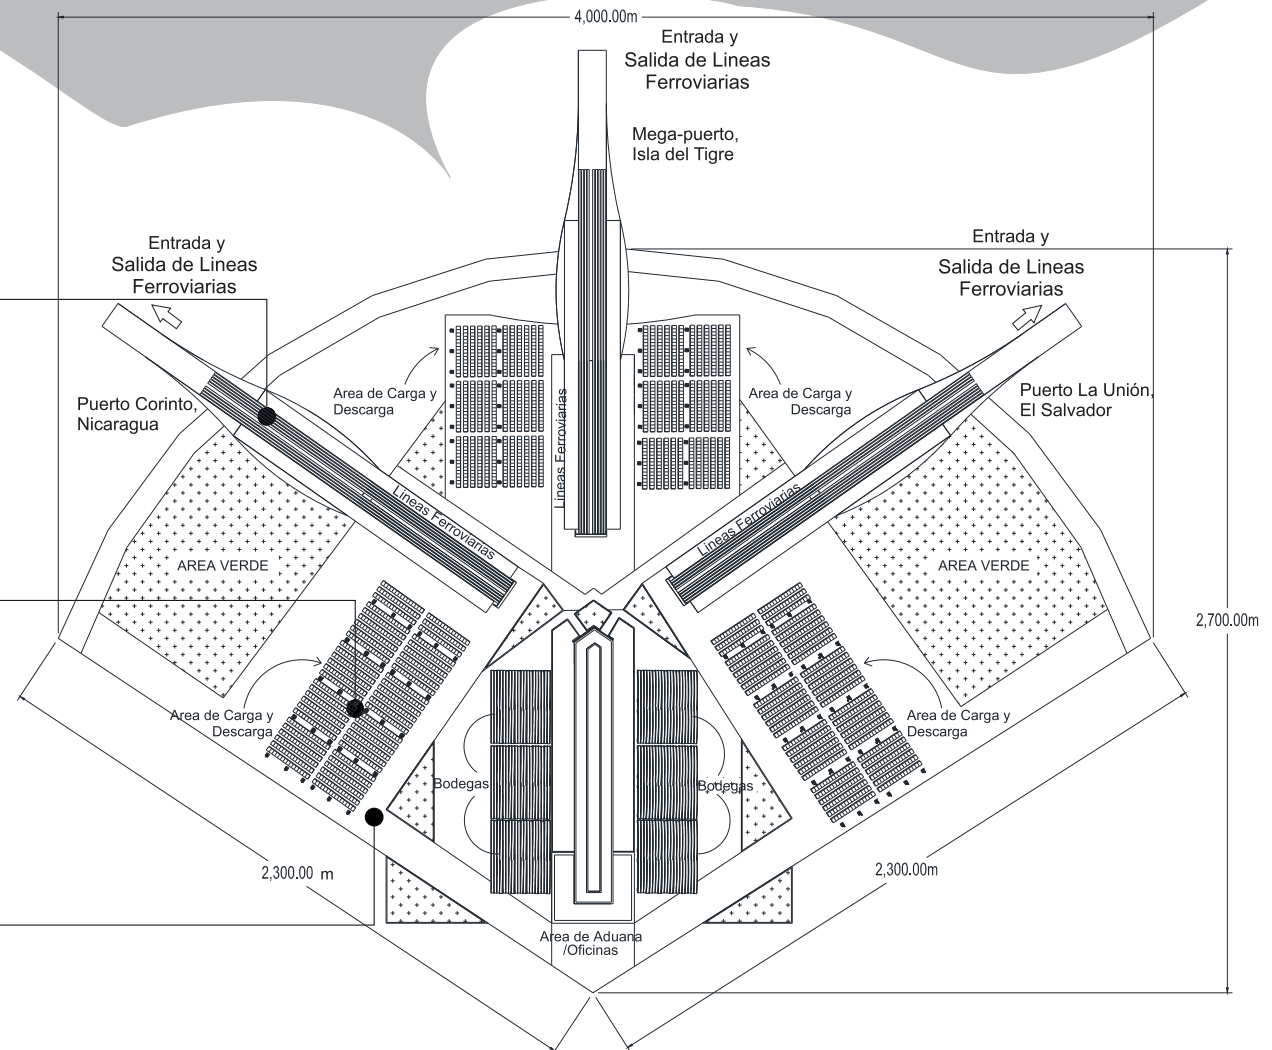 4,000.00m
Entrada y
Salida de Lineas
Ferroviarias
Mega-puerto,
Isla del Tigre
Entrada y
Salida de Lineas
Ferroviarias
Entrada y
Salida de Lineas
Ferroviarias
Puerto Corinto,
Nicaragua
Area de Carga y
Descarga
Lineas Ferroviarias
Area de Carga y
Descarga
Puerto La Unión,
El Salvador
Lineas Ferroviarias
Lineas Ferroviarias
AREA VERDE
AREA VERDE
2,700.00m
Area de Carga y
Descarga
Area de Carga y
Descarga
Bodegas
Bodegas
2,300.00 m
2,300.00m
Area de Aduana
/Oficinas